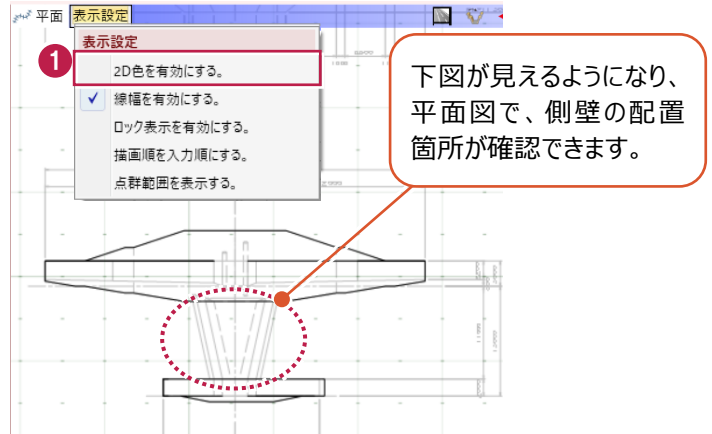 平面 表示設定
表示設定
1
2D色を有効にする。
線幅を有効にする。
ロック表示を有効にする。
描画順を入力順にする。
点群範囲を表示する。
下図が見えるようになり、
平面図で、側壁の配置
箇所が確認できます。